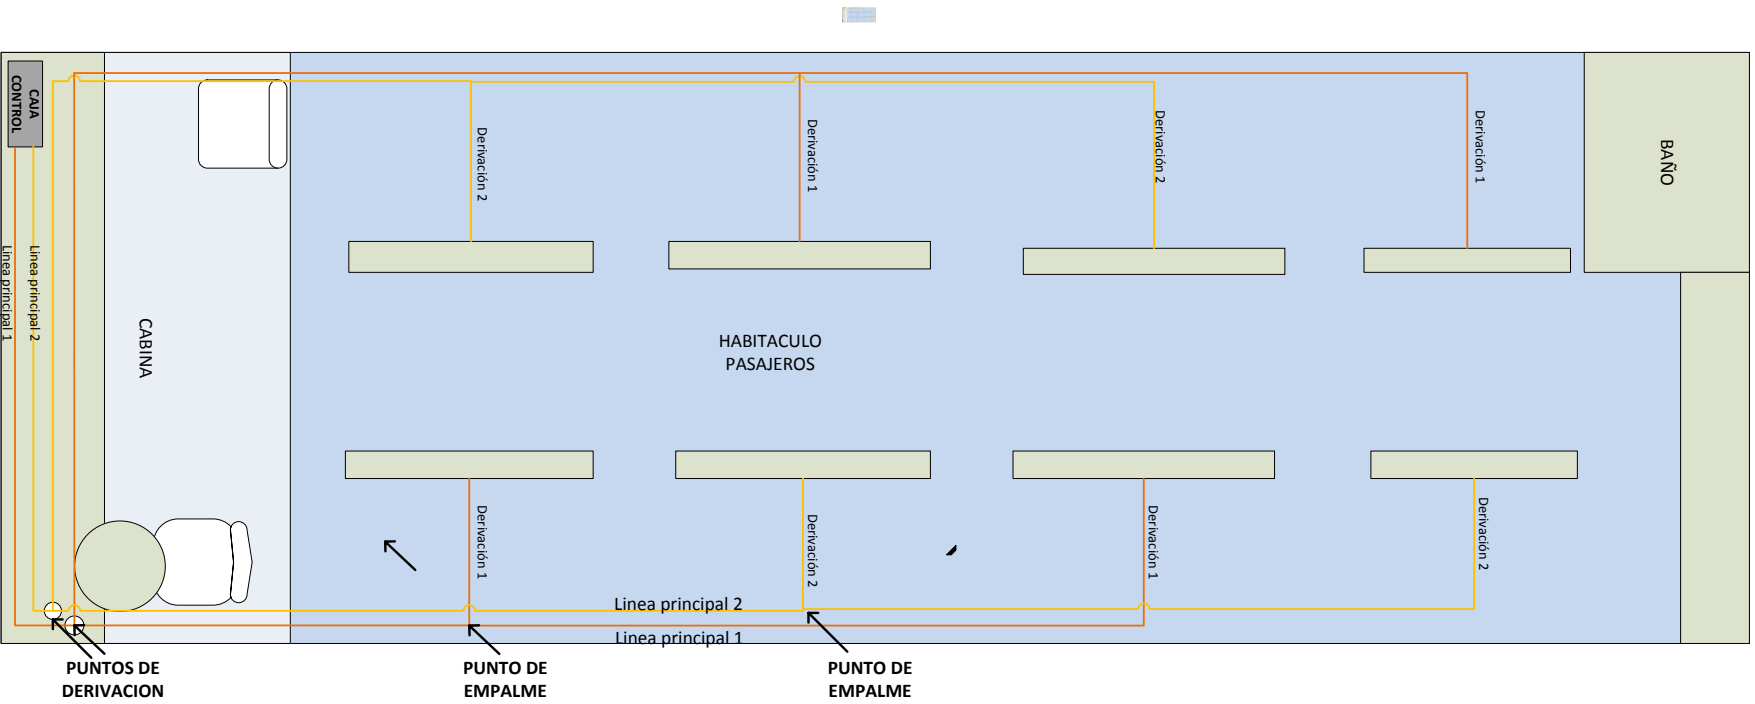 CAJA
CONTROL
Linea principal 1
Linea principal 2
CABINA
Derivación 2
Derivación 1
Derivación 2
Derivación 1
BAÑO
HABITACULO
PASAJEROS
Derivación 1
Derivación 2
Derivación 1
Derivación 2
Linea principal 2
Linea principal 1
PUNTOS DE
DERIVACION
PUNTO DE
EMPALME
PUNTO DE
EMPALME